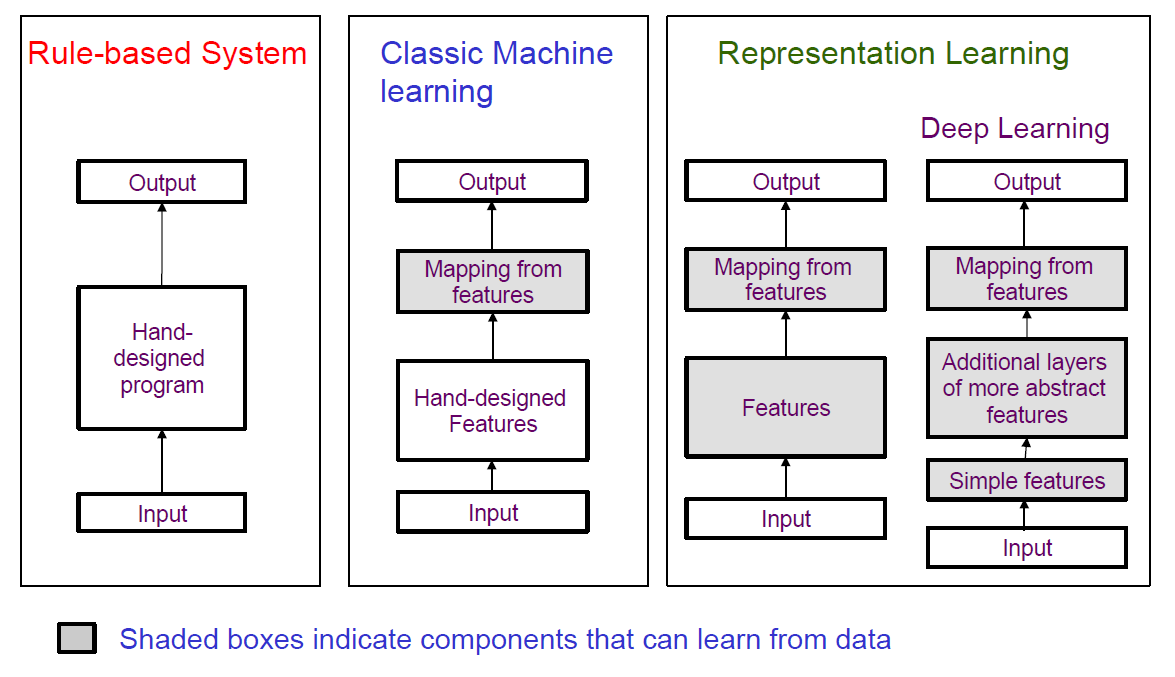 Rule-based System
Output
Hand-
designed
program
Input
Classic Machine
learning
Output
Mapping from
features
Hand-designed
Features
Input
Representation Learning
Output
Mapping from
features
Features
Input
Deep Learning
Output
Mapping from
features
Additional layers
of more abstract
features
Simple features
Input
Shaded boxes indicate components that can learn from data